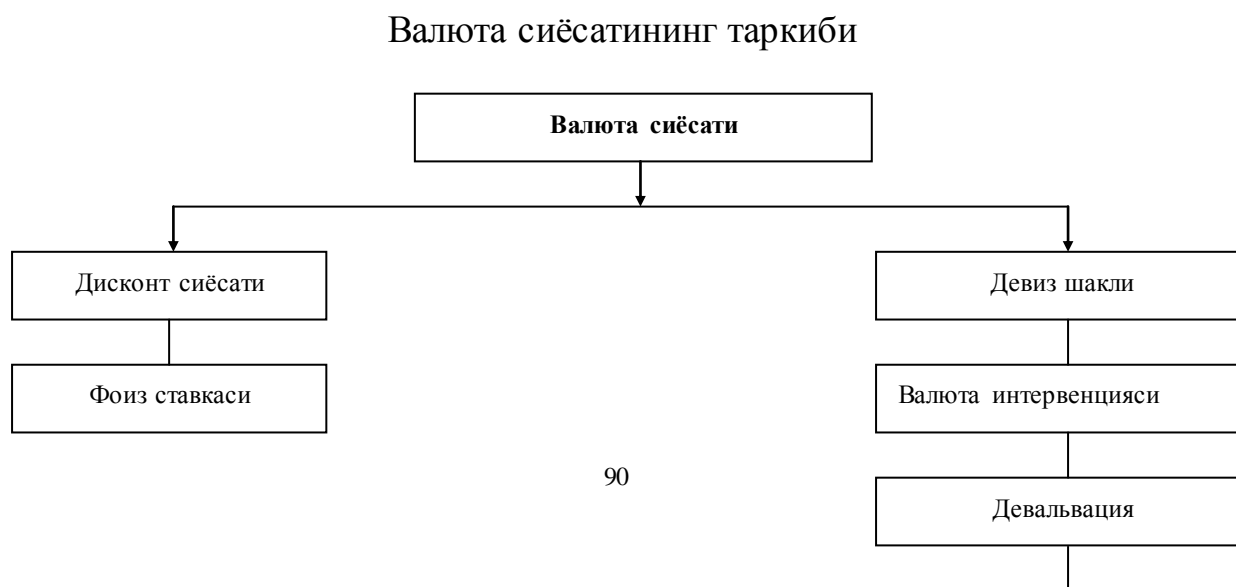 Валюта сиёсатининг таркиби
Валюта сиёсати
Дисконт сиёсати
Девиз шакли
Фоиз ставкаси
Валюта интервенцияси
90
Девальвация